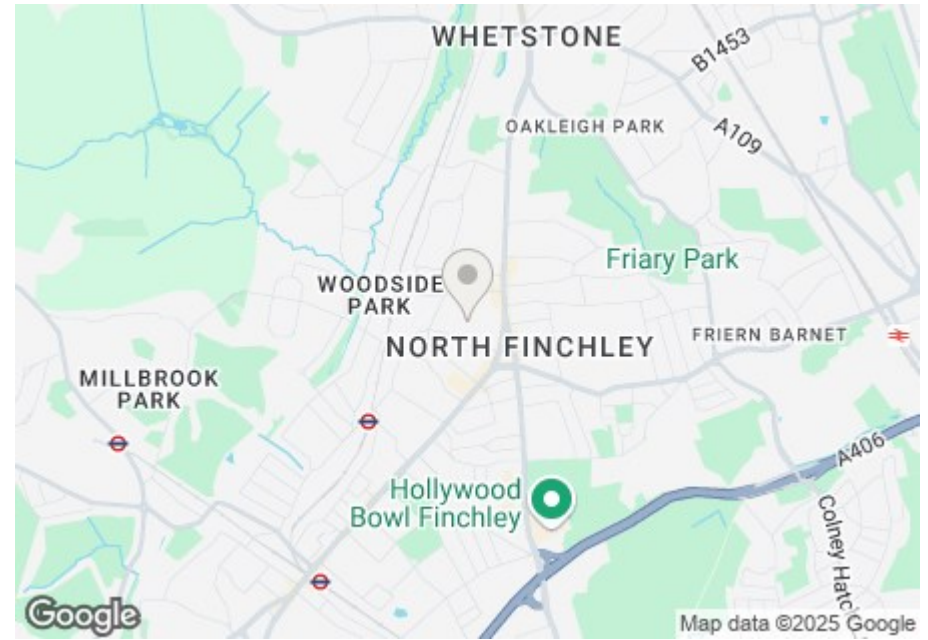 WHETSTONE
B1453
OAKLEIGH PARK
A109
Friary Park
WOODSIDE
PARK
NORTH FINCHLEY
FRIERN BARNET
MILLBROOK
PARK
A406
Hollywood
Bowl Finchley
Colney Hatc
Google
Map data ©2025 Google